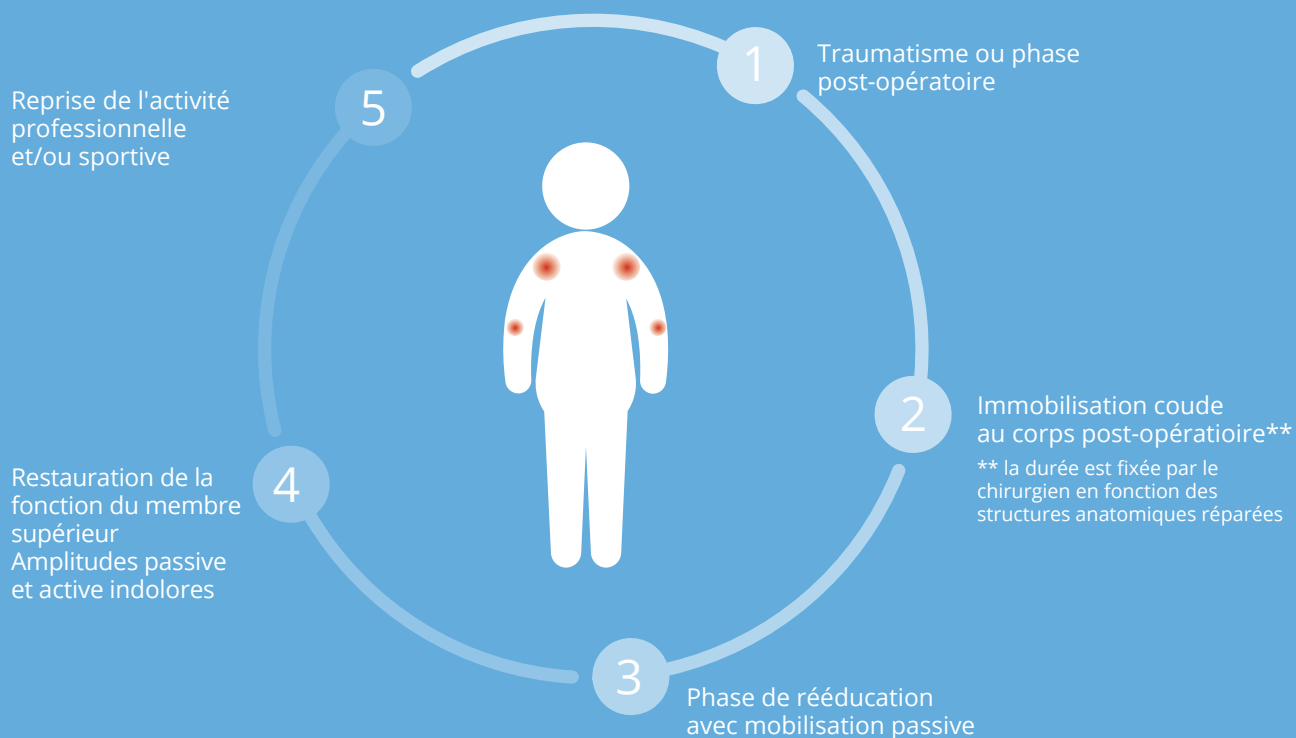 1
Traumatisme ou phase
post-opératoire
2
Immobilisation coude
au corps post-opératioire**
** la durée est fixée par le
chirurgien en fonction des
structures anatomiques réparées
3
Phase de rééducation
avec mobilisation passive
4
Restauration de la
fonction du membre
supérieur
Amplitudes passive
et active indolores
5
Reprise de l'activité
professionnelle
et/ou sportive